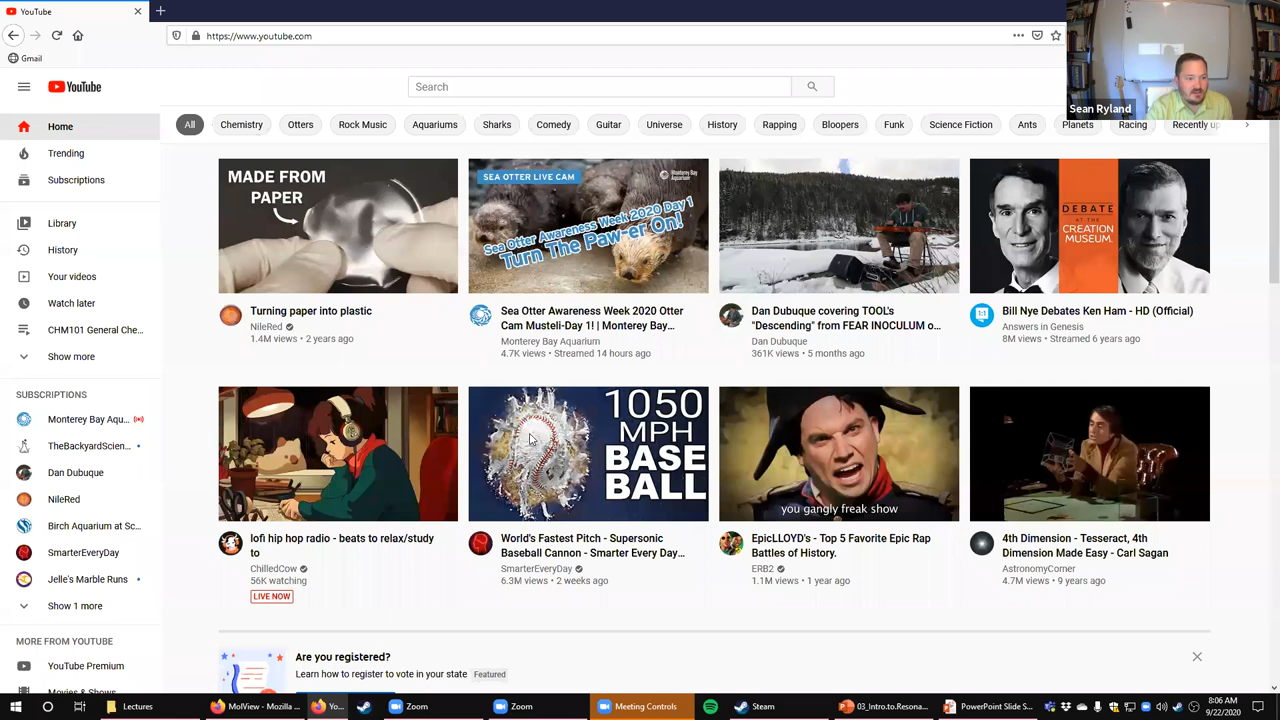 YouTube
https://www.youtube.com
Gmail
Sean Ryland
YouTube
Search
Home
Trending
Subscriptions
Library
History
Your videos
Watch later
CHM101 General Che...
Show more
SUBSCRIPTIONS
Monterey Bay Aqu...
TheBackyardScien...
Dan Dubuque
NileRed
Birch Aquarium at Sc...
SmarterEveryDay
Jelle's Marble Runs
Show 1 more
MORE FROM YOUTUBE
YouTube Premium
Movies & Shows
All Chemistry Otters Rock Music Aquariums Sharks Comedy Guitar Universe History Rapping Bloopers Funk Science Fiction Ants Planets Racing Recently up
MADE FROM
PAPER
Turning paper into plastic
NileRed
1.4M views • 2 years ago
SEA OTTER LIVE CAM
Monterey Bay
Aquarium
Sea Otter Awareness Week 2020 Day 1
Turn The Paw-er On!
Sea Otter Awareness Week 2020 Otter
Cam Musteli-Day 1! | Monterey Bay...
Monterey Bay Aquarium
4.7K views • Streamed 14 hours ago
Dan Dubuque covering TOOL's
"Descending" from FEAR INOCULUM o...
Dan Dubuque
361K views • 5 months ago
DEBATE
AT THE
CREATION
MUSEUM.
Bill Nye Debates Ken Ham - HD (Official)
Answers in Genesis
8M views • Streamed 6 years ago
lofi hip hop radio - beats to relax/study
to
ChilledCow
56K watching
LIVE NOW
1050
MPH
BASE
BALL
World's Fastest Pitch - Supersonic
Baseball Cannon - Smarter Every Day...
SmarterEveryDay
6.3M views • 2 weeks ago
you gangly freak show
EpicLLOYD's - Top 5 Favorite Epic Rap
Battles of History.
ERB2
1.1M views • 1 year ago
4th Dimension - Tesseract, 4th
Dimension Made Easy - Carl Sagan
AstronomyCorner
4.7M views • 9 years ago
Are you registered?
Learn how to register to vote in your state Featured
Lectures
MolView - Mozilla ...
Yo...
Zoom
Zoom
Meeting Controls
Steam
03_Intro.to.Resona...
PowerPoint Slide S...
8:06 AM
9/22/2020